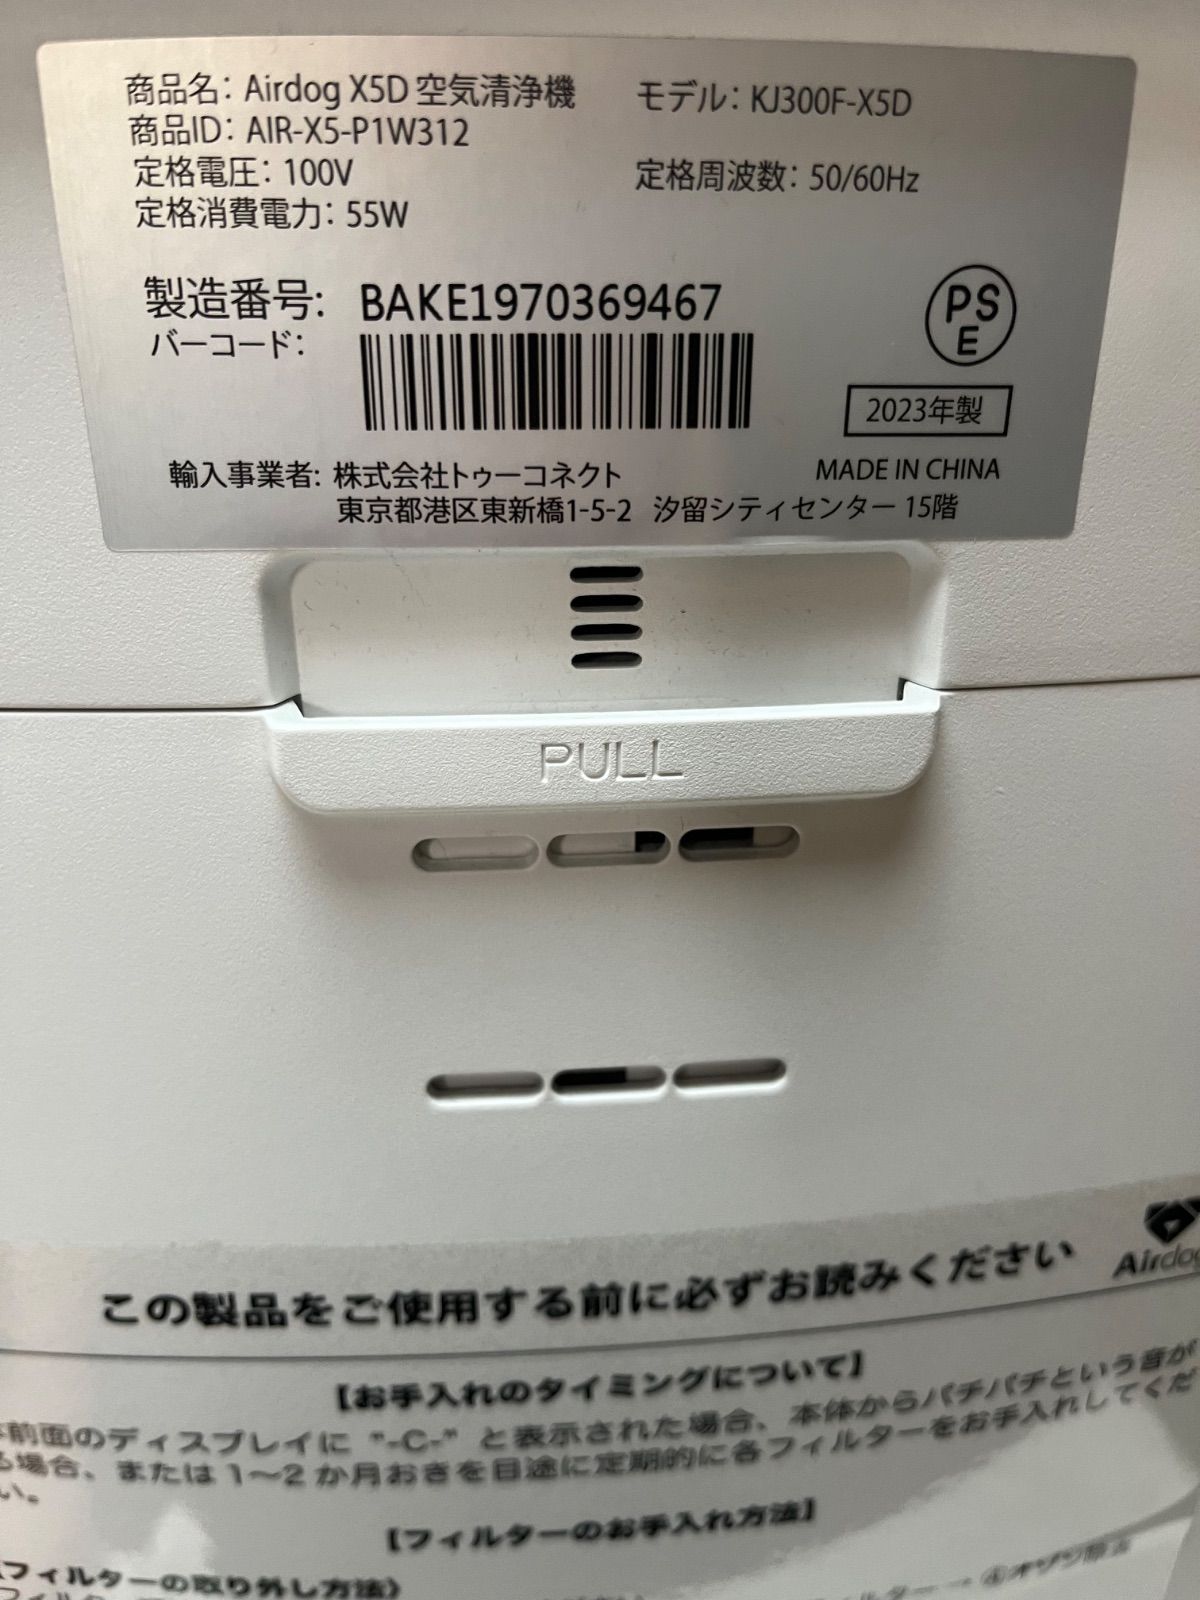 商品名: Airdog X5D 空気清浄機
モデル: KJ300F-X5D
商品ID: AIR-X5-P1W312
定格電圧: 100V
定格周波数: 50/60Hz
定格消費電力: 55W
製造番号: BAKE1970369467
バーコード:
PS
E
2023年製
輸入事業者: 株式会社トゥーコネクト
MADE IN CHINA
東京都港区東新橋1-5-2 汐留シティセンター 15階
PULL
Airdog
この製品をご使用する前に必ずお読みください
【お手入れのタイミングについて】
前面のディスプレイに "-C-" と表示された場合、本体からパチパチという音が
る場合、または1〜2か月おきを目途に定期的に各フィルターをお手入れしてくだ
い。
【フィルターのお手入れ方法】
フィルターの取り外し方法》